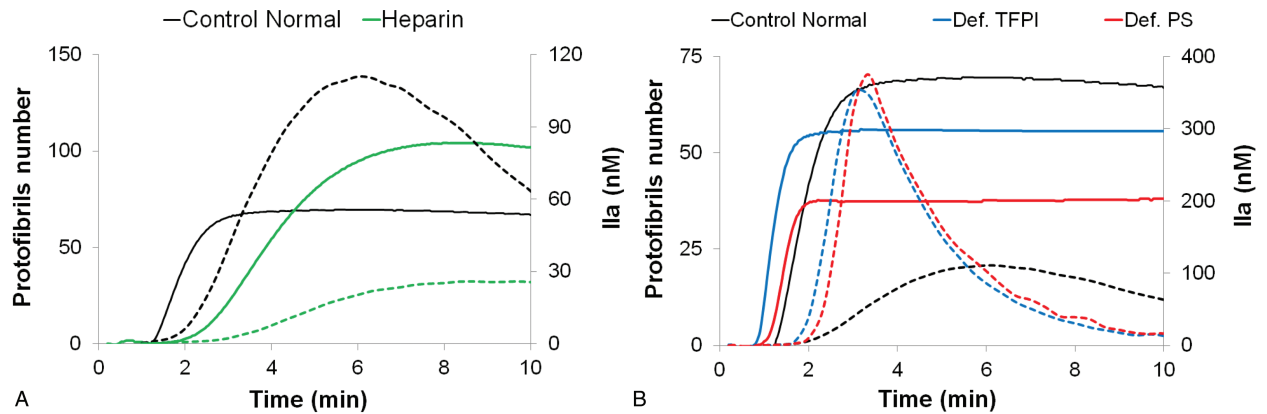 Control Normal Heparin
150 120
100 90
50 60
0 30
0
0 2 4 6 8 10
Protofibrils number
IIa (nM)
Time (min)
A
Control Normal Def. TFPI Def. PS
75 400
50 300
25 200
0 100
0
0 2 4 6 8 10
Protofibrils number
IIa (nM)
Time (min)
B